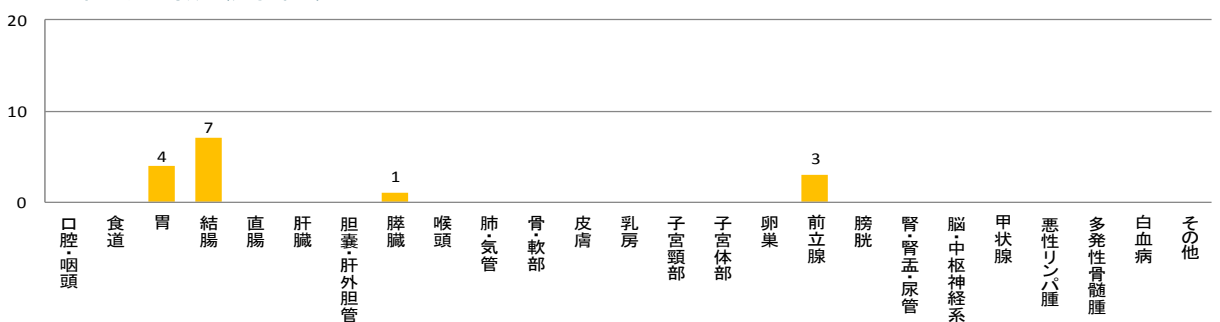 20
10
0
4
7
1
3
口腔・咽頭
食道
胃
結腸
直腸
肝臓
胆嚢・肝外胆管
膵臓
喉頭
肺・気管
骨・軟部
皮膚
乳房
子宮頸部
子宮体部
卵巣
前立腺
膀胱
腎・腎盂・尿管
脳・中枢神経系
甲状腺
悪性リンパ腫
多発性骨髄腫
白血病
その他